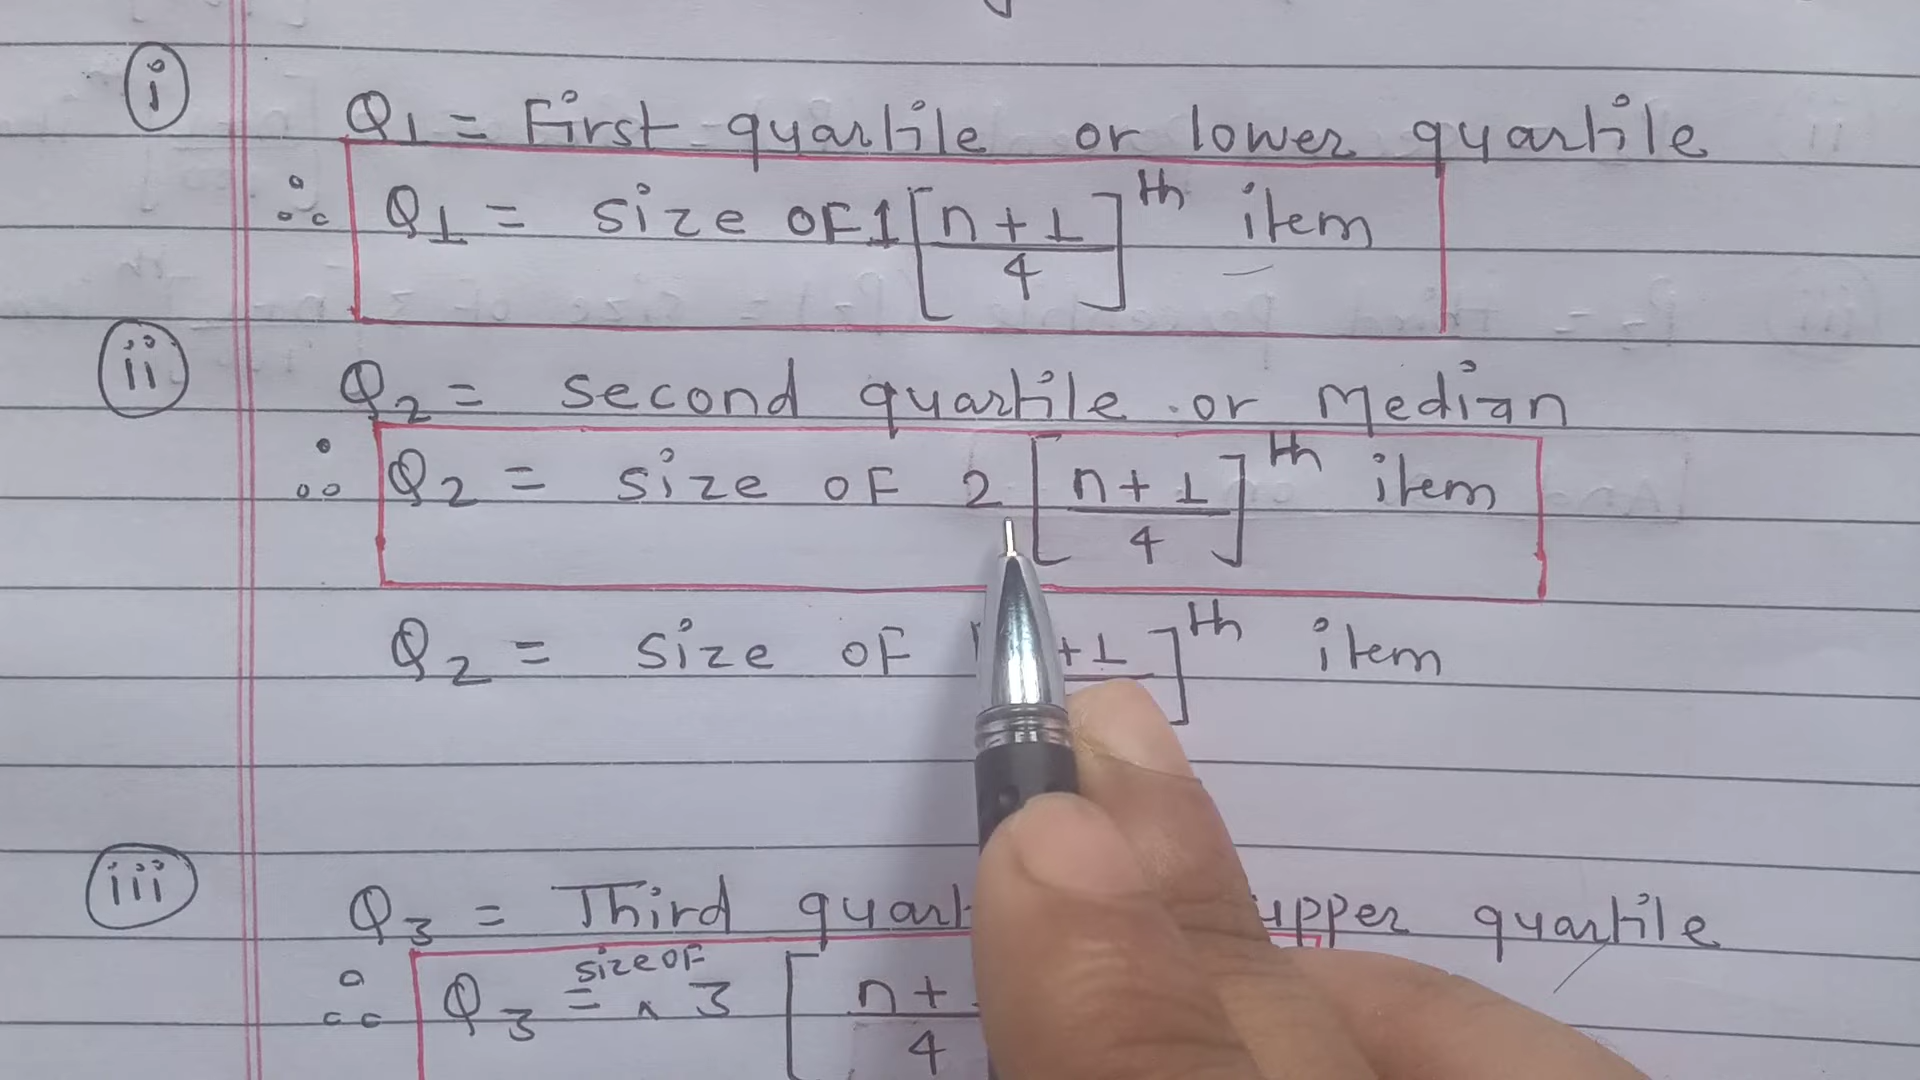 i
Q1 = First quartile or lower quartile
∴ Q1 = size of 1 [n+1/4]th item
ii
Q2 = second quartile or Median
∴ Q2 = size of 2 [n+1/4]th item
Q2 = size of +1]th item
iii
Q3 = Third upper quartile
size of
∴ Q3 = ^ 3 [n+ /4